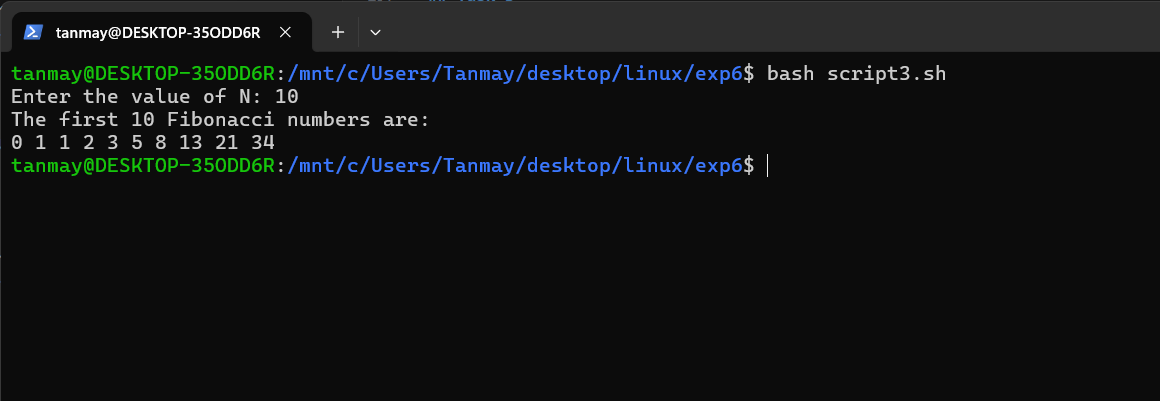 tanmay@DESKTOP-35ODD6R
tanmay@DESKTOP-35ODD6R:/mnt/c/Users/Tanmay/desktop/linux/exp6$ bash script3.sh
Enter the value of N: 10
The first 10 Fibonacci numbers are:
0 1 1 2 3 5 8 13 21 34
tanmay@DESKTOP-35ODD6R:/mnt/c/Users/Tanmay/desktop/linux/exp6$